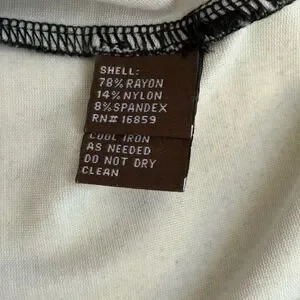 SHELL:
78% RAYON
14% NYLON
8% SPANDEX
RN# 16859
COOL IRON
AS NEEDED
DO NOT DRY
CLEAN